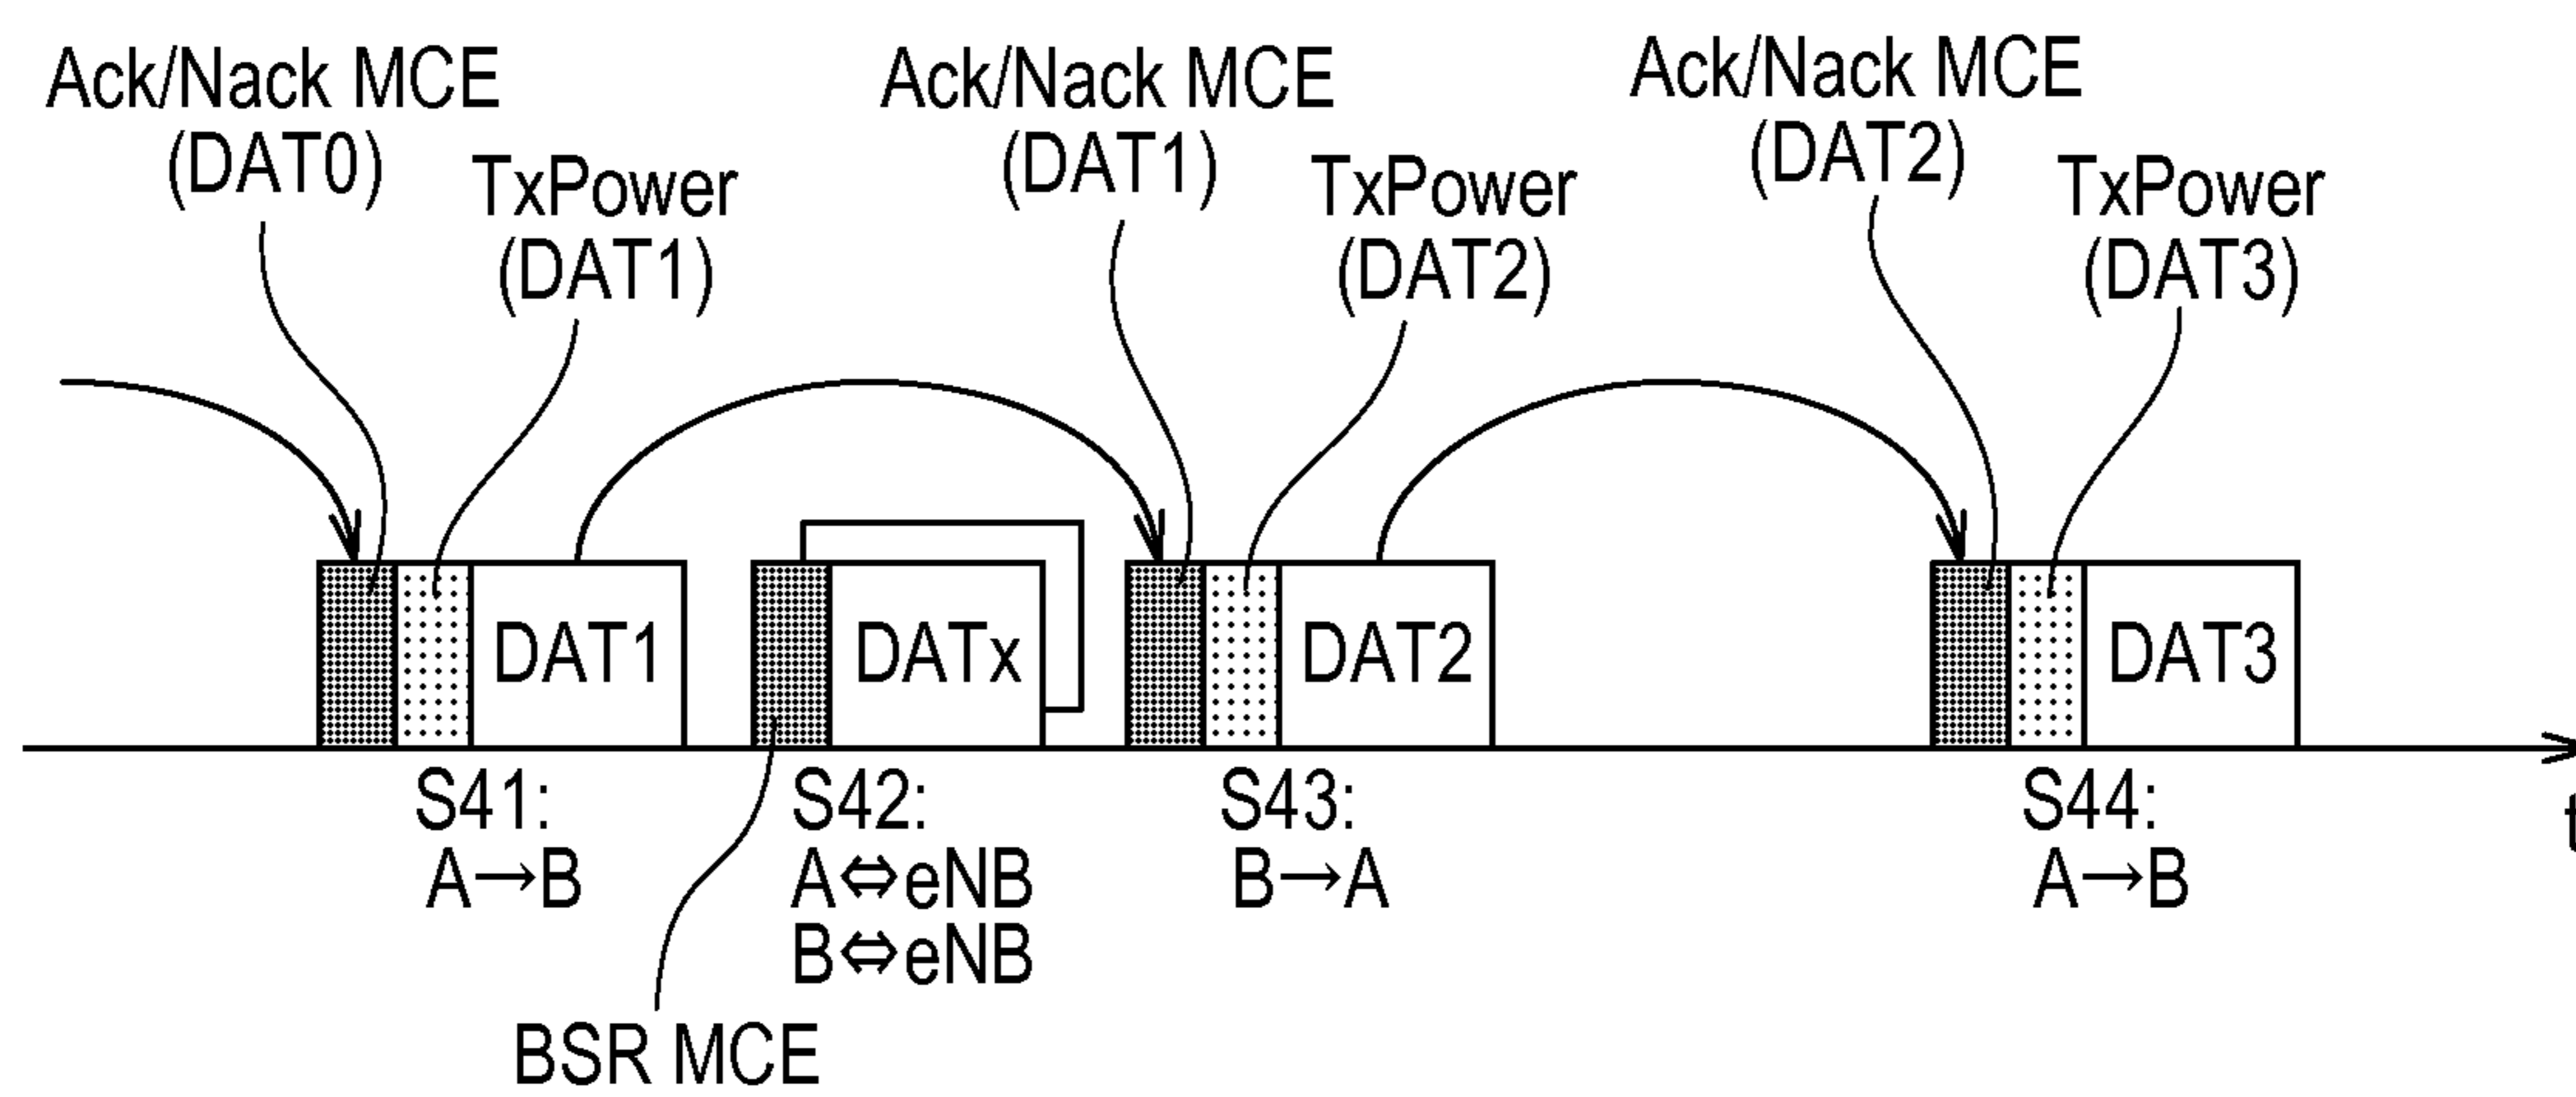 Ack/Nack MCE
(DAT0)
TxPower
(DAT1)
Ack/Nack MCE
(DAT1)
TxPower
(DAT2)
Ack/Nack MCE
(DAT2)
TxPower
(DAT3)
DAT1
DATx
DAT2
DAT3
S41:
A→B
S42:
A⇔eNB
B⇔eNB
S43:
B→A
S44:
A→B
t
BSR MCE